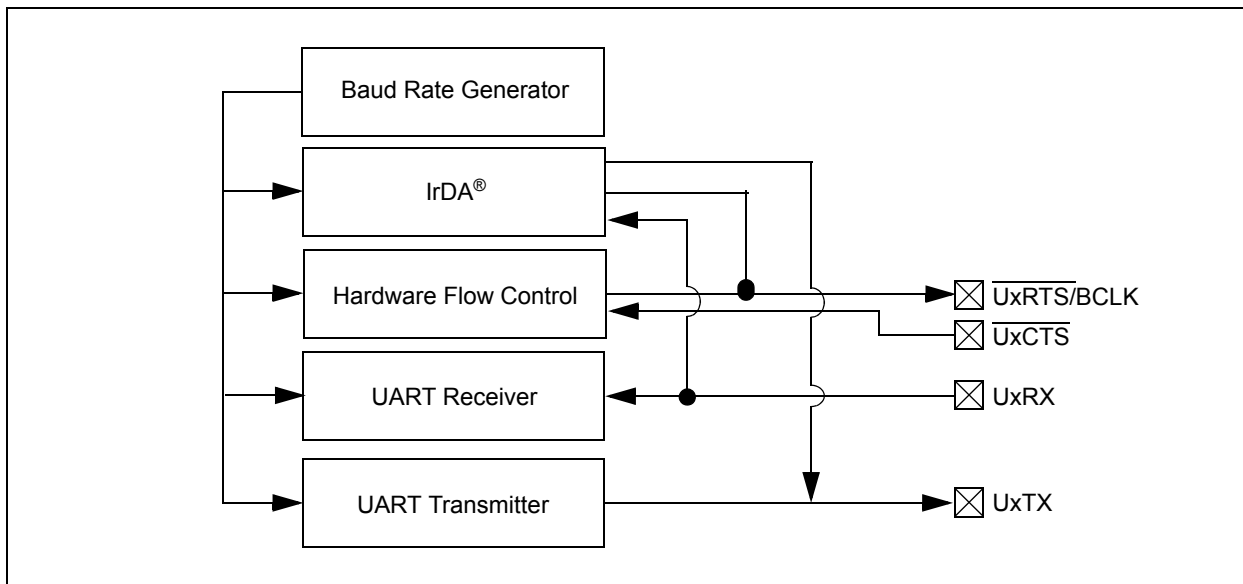 Baud Rate Generator
IrDA®
Hardware Flow Control
UxRTS/BCLK
UxCTS
UART Receiver
UxRX
UART Transmitter
UxTX